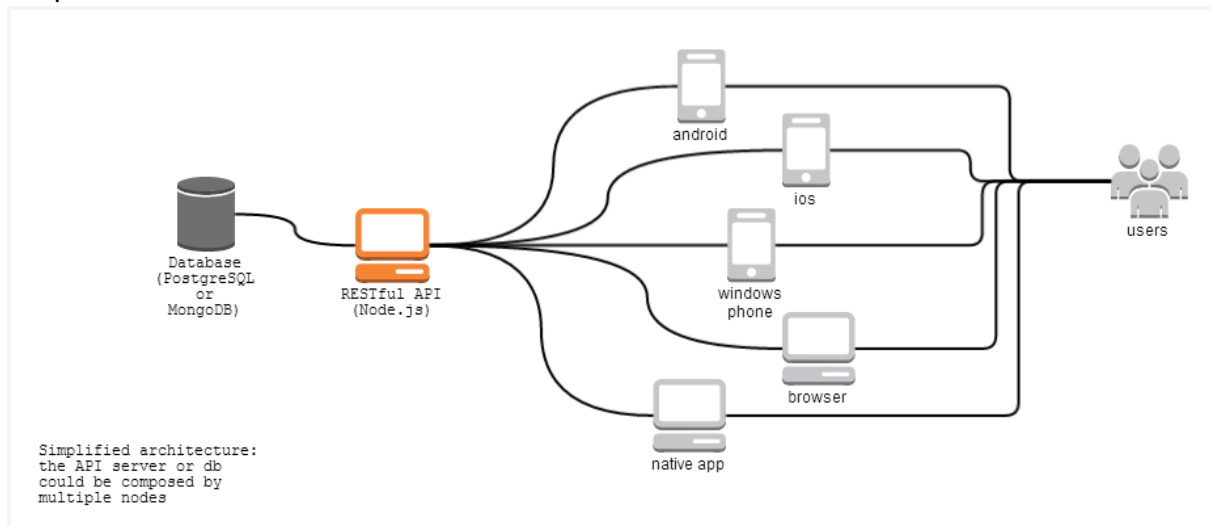 android
ios
users
Database
(PostgreSQL
or
MongoDB)
RESTful API
(Node.js)
windows
phone
browser
native app
Simplified architecture:
the API server or db
could be composed by
multiple nodes